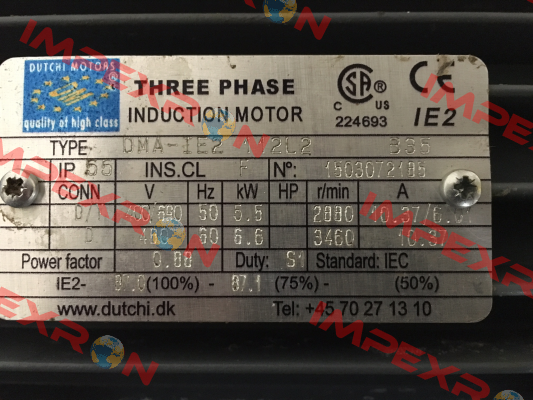 DUTCHI MOTORS ®
quality of high class
THREE PHASE
INDUCTION MOTOR
C US
224693
CE
IE2
TYPE DMA-IE2 2L2
IP 55 INS.CL F Nº: 1503072185
CONN V Hz kW HP r/min A
50 5.5 2880
D 60 6.6 3460
Power factor 0.88 Duty: S1 Standard: IEC
IE2- (100%) - 87.1 (75%) - (50%)
www.dutchi.dk Tel: +45 70 27 13 10
IMPEXRON